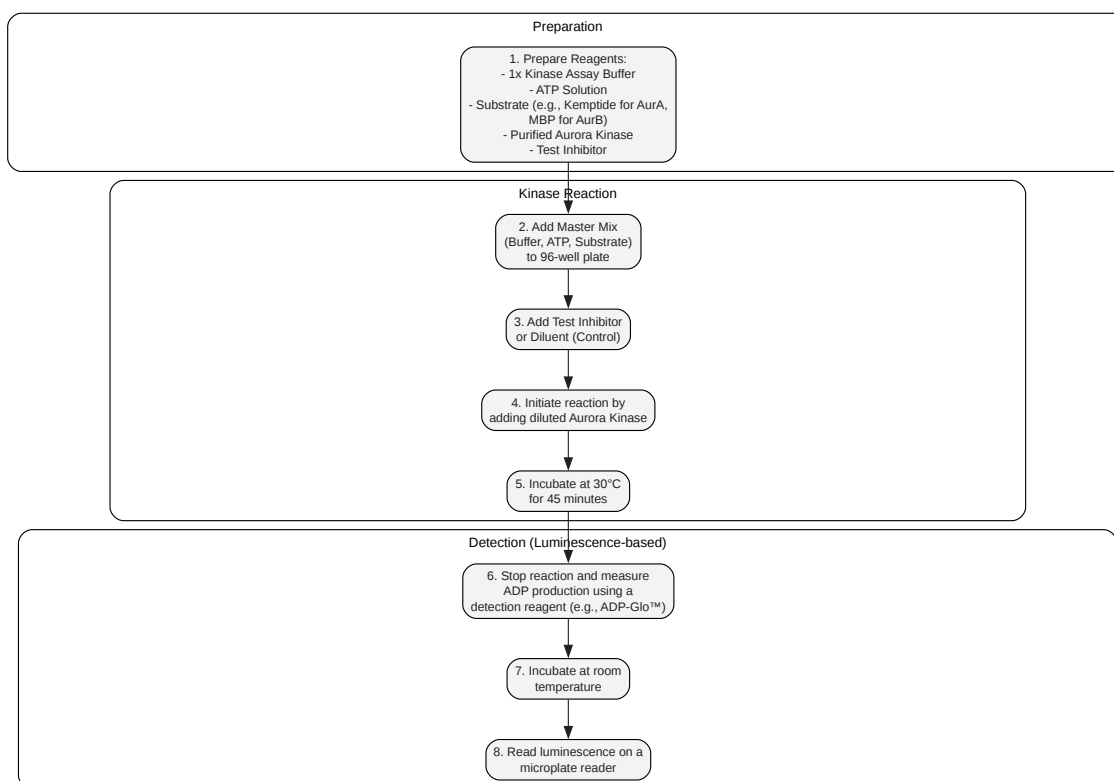 Preparation
1. Prepare Reagents:
- 1x Kinase Assay Buffer
- ATP Solution
- Substrate (e.g., Kemptide for AurA,
MBP for AurB)
- Purified Aurora Kinase
- Test Inhibitor
Kinase Reaction
2. Add Master Mix
(Buffer, ATP, Substrate)
to 96-well plate
3. Add Test Inhibitor
or Diluent (Control)
4. Initiate reaction by
adding diluted Aurora Kinase
5. Incubate at 30°C
for 45 minutes
Detection (Luminescence-based)
6. Stop reaction and measure
ADP production using a
detection reagent (e.g., ADP-Glo™)
7. Incubate at room
temperature
8. Read luminescence on a
microplate reader